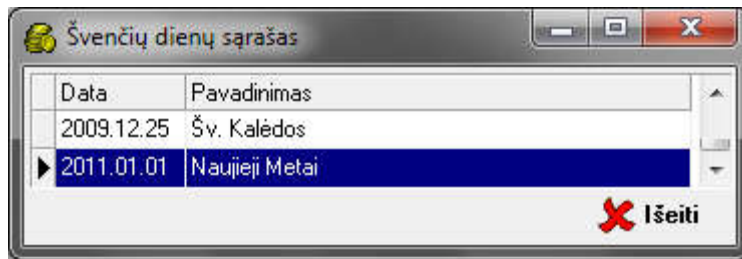 Švenčių dienų sąrašas
Data Pavadinimas
2009.12.25 Šv. Kalėdos
2011.01.01 Naujieji Metai
Išeiti